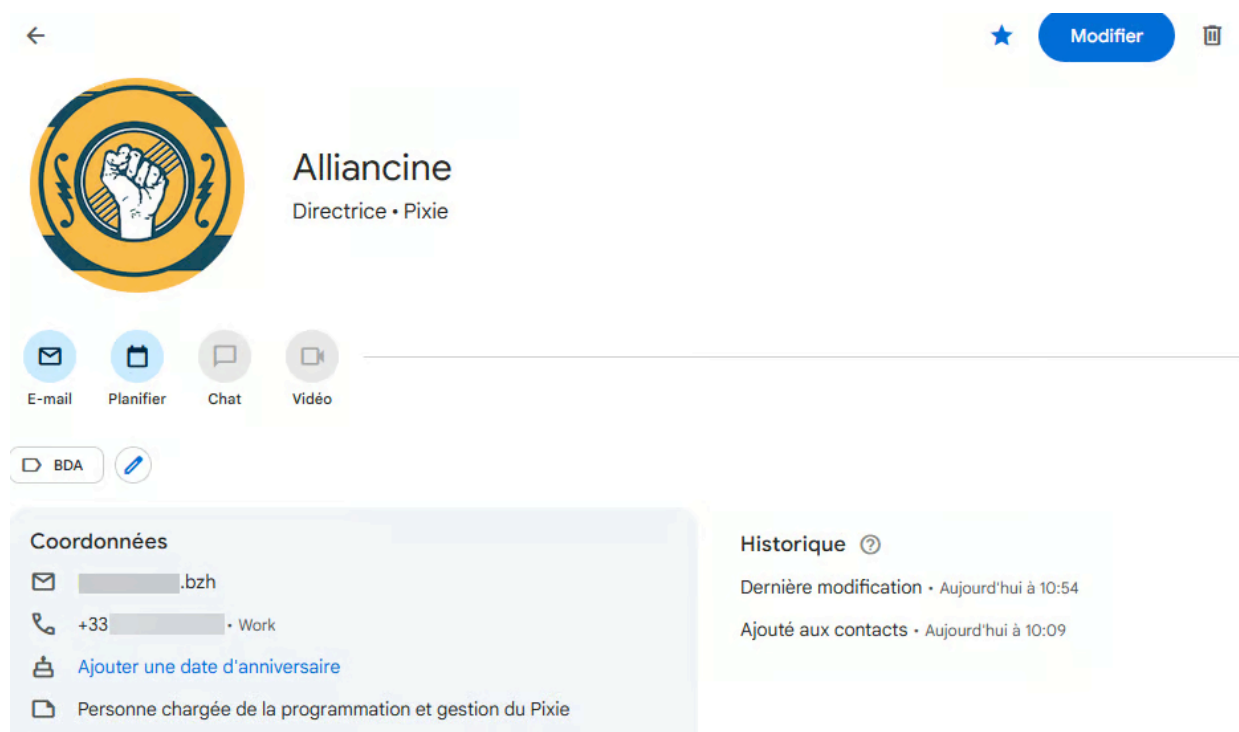 Modifier
Alliancine
Directrice • Pixie
E-mail Planifier Chat Vidéo
BDA
Coordonnées
.bzh
+33 • Work
Ajouter une date d'anniversaire
Personne chargée de la programmation et gestion du Pixie
Historique
Dernière modification • Aujourd'hui à 10:54
Ajouté aux contacts • Aujourd'hui à 10:09